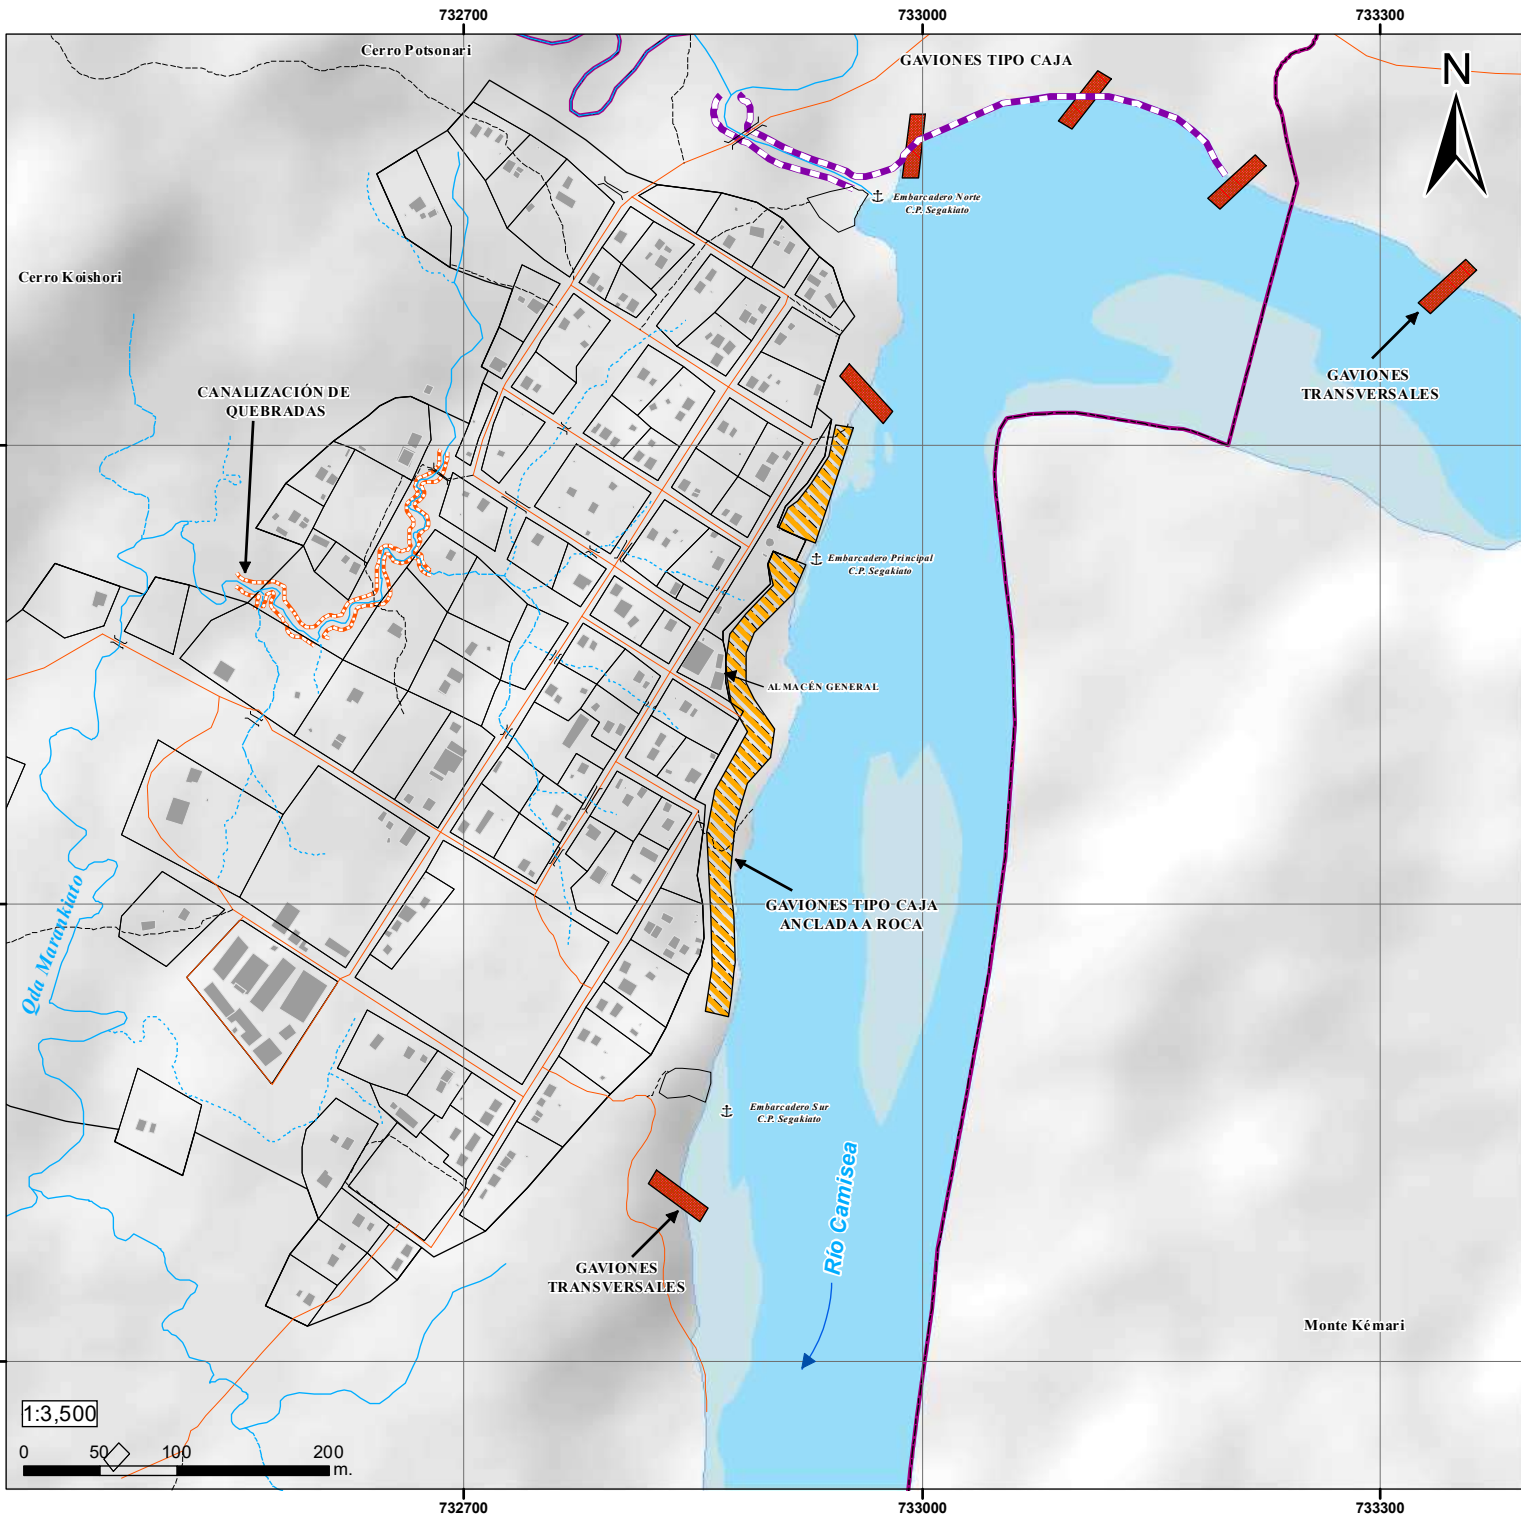 732700 733000 733300
Cerro Potsonari
GAVIONES TIPO CAJA
N
Embarcadero Norte
C.P. Segakiato
Cerro Koishori
GAVIONES
TRANSVERSALES
CANALIZACIÓN DE
QUEBRADAS
Embarcadero Principal
C.P. Segakiato
ALMACÉN GENERAL
GAVIONES TIPO CAJA
ANCLADA A ROCA
Qda Marankiato
Embarcadero Sur
C.P. Segakiato
Río Camisea
GAVIONES
TRANSVERSALES
Monte Kémari
1:3,500
0 50 100 200
m.
732700 733000 733300